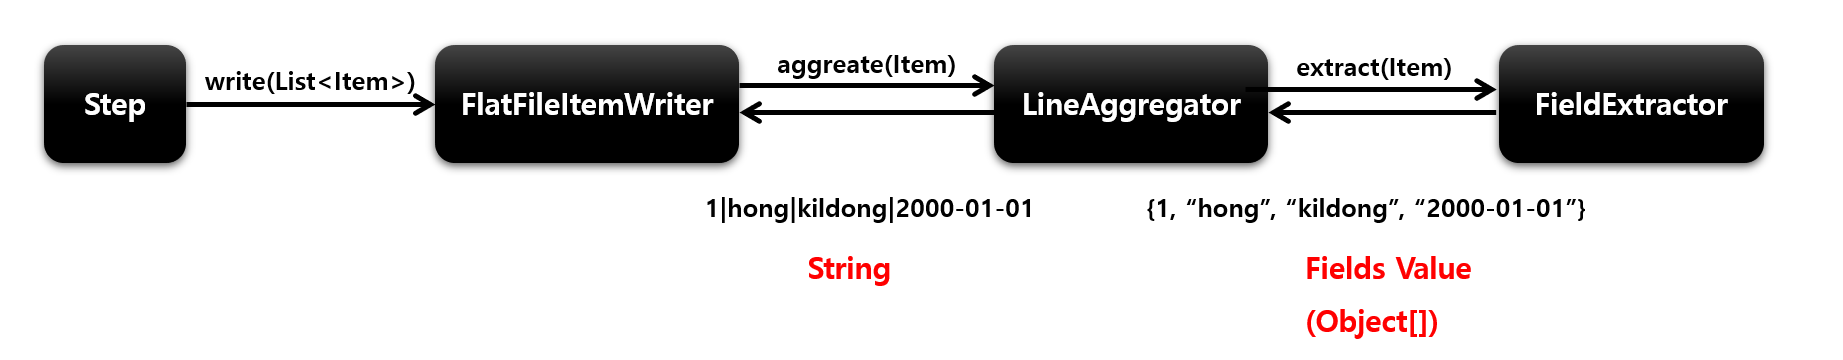 Step
write(List<Item>)
FlatFileItemWriter
aggreate(Item)
LineAggregator
extract(Item)
FieldExtractor
1|hong|kildong|2000-01-01
{1, “hong”, “kildong”, “2000-01-01”}
String
Fields Value
(Object[])